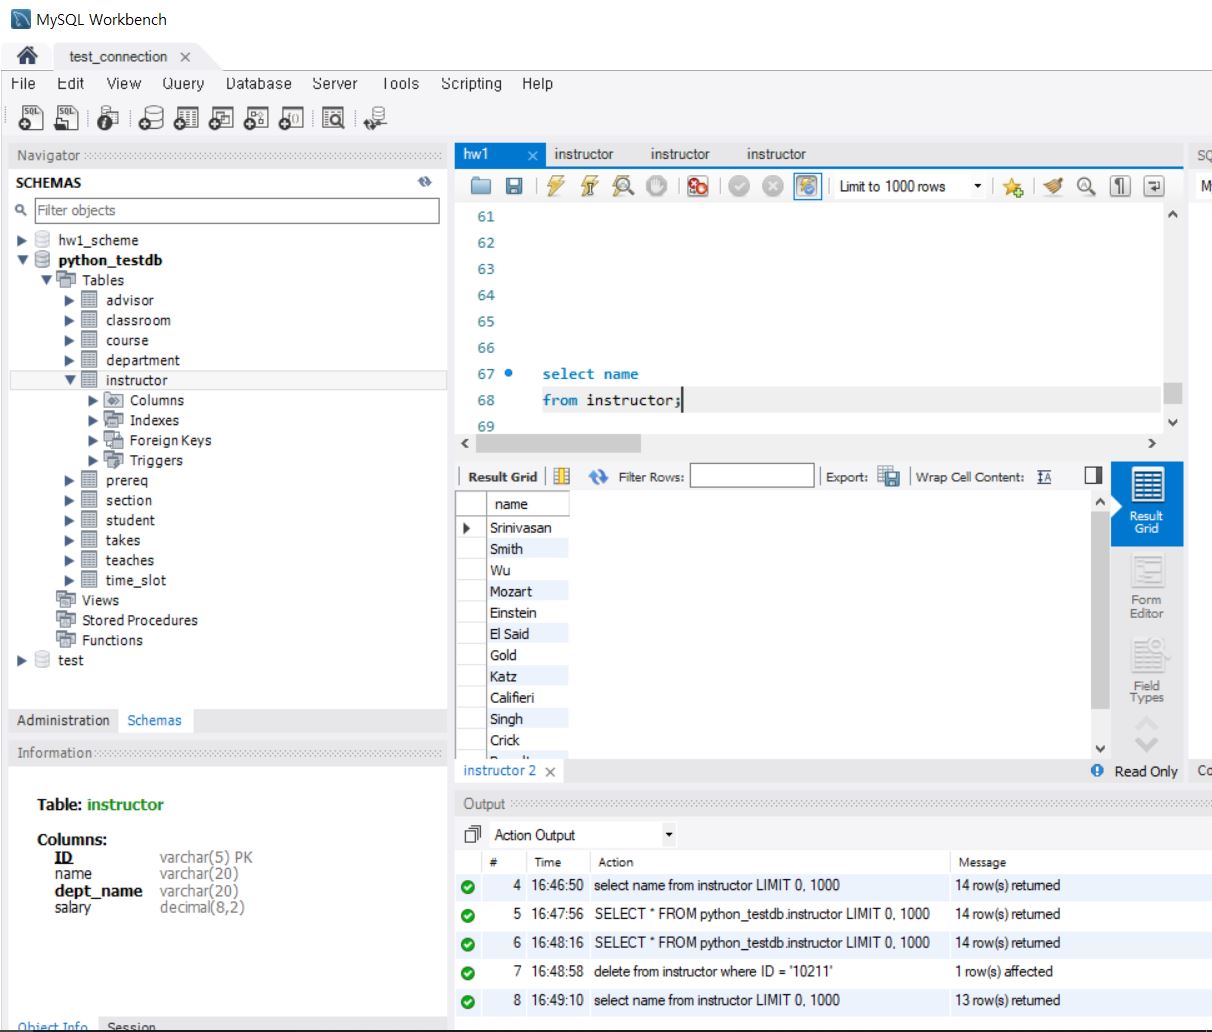 MySQL Workbench
test_connection
File Edit View Query Database Server Tools Scripting Help
Navigator
SCHEMAS
Filter objects
hw1_scheme
python_testdb
Tables
advisor
classroom
course
department
instructor
Columns
Indexes
Foreign Keys
Triggers
prereq
section
student
takes
teaches
time_slot
Views
Stored Procedures
Functions
test
Administration Schemas
Information
Table: instructor
Columns:
ID varchar(5) PK
name varchar(20)
dept_name varchar(20)
salary decimal(8,2)
Object Info Session
hw1 instructor instructor instructor
Limit to 1000 rows
61
62
63
64
65
66
67 select name
68 from instructor;
69
Result Grid Filter Rows: Export: Wrap Cell Content:
name
Srinivasan
Smith
Wu
Mozart
Einstein
El Said
Gold
Katz
Califieri
Singh
Crick
Result Grid
Form Editor
Field Types
instructor 2 Read Only
Output
Action Output
# Time Action Message
4 16:46:50 select name from instructor LIMIT 0, 1000 14 row(s) returned
5 16:47:56 SELECT * FROM python_testdb.instructor LIMIT 0, 1000 14 row(s) returned
6 16:48:16 SELECT * FROM python_testdb.instructor LIMIT 0, 1000 14 row(s) returned
7 16:48:58 delete from instructor where ID = '10211' 1 row(s) affected
8 16:49:10 select name from instructor LIMIT 0, 1000 13 row(s) returned